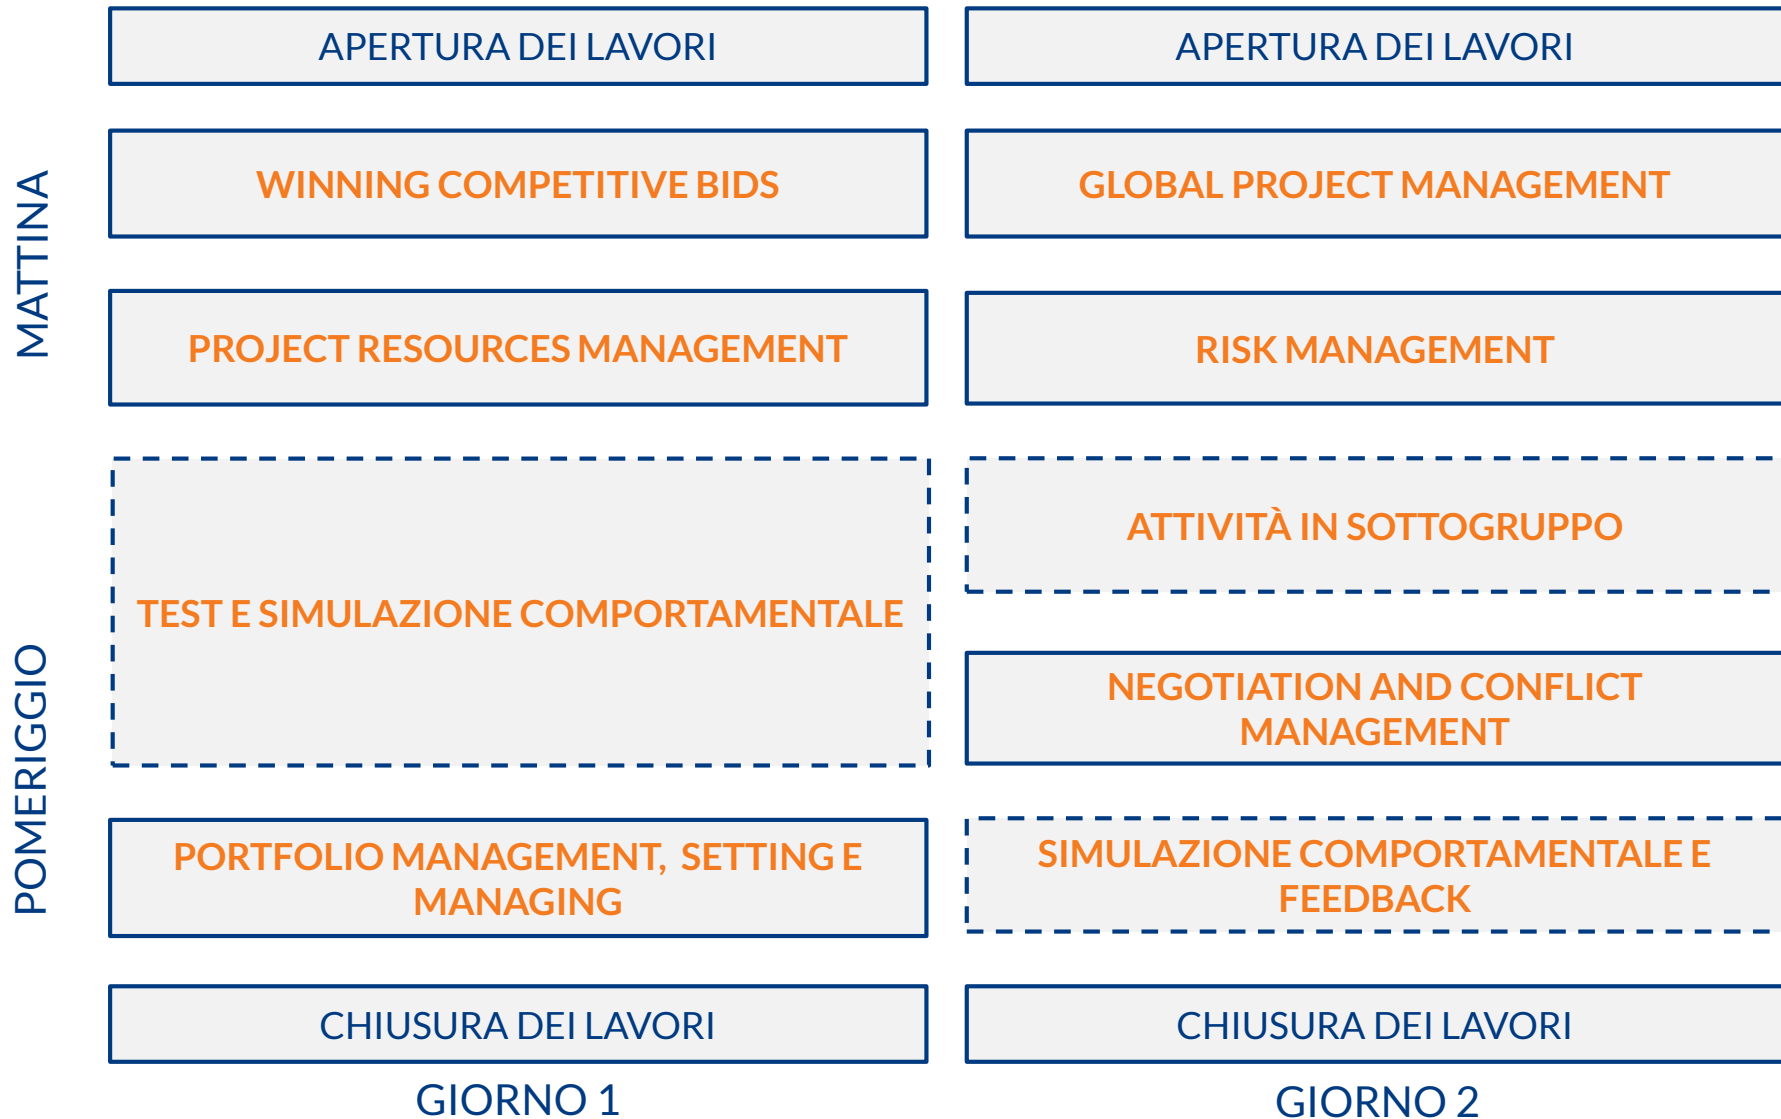 APERTURA DEI LAVORI
APERTURA DEI LAVORI
MATTINA
WINNING COMPETITIVE BIDS
GLOBAL PROJECT MANAGEMENT
PROJECT RESOURCES MANAGEMENT
RISK MANAGEMENT
POMERIGGIO
TEST E SIMULAZIONE COMPORTAMENTALE
ATTIVITÀ IN SOTTOGRUPPO
NEGOTIATION AND CONFLICT
MANAGEMENT
PORTFOLIO MANAGEMENT, SETTING E
MANAGING
SIMULAZIONE COMPORTAMENTALE E
FEEDBACK
CHIUSURA DEI LAVORI
CHIUSURA DEI LAVORI
GIORNO 1
GIORNO 2